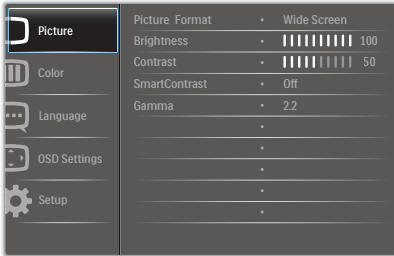 Picture
Color
Language
OSD Settings
Setup
Picture Format • Wide Screen
Brightness • 100
Contrast • 50
SmartContrast • Off
Gamma • 2.2
•
•
•
•
•